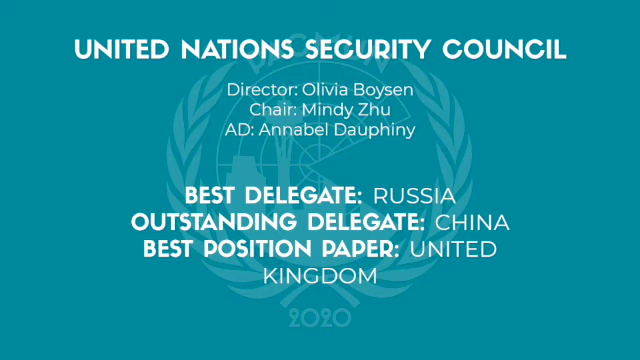 UNITED NATIONS SECURITY COUNCIL
Director: Olivia Boysen
Chair: Mindy Zhu
AD: Annabel Dauphiny
BEST DELEGATE: RUSSIA
OUTSTANDING DELEGATE: CHINA
BEST POSITION PAPER: UNITED
KINGDOM
2020